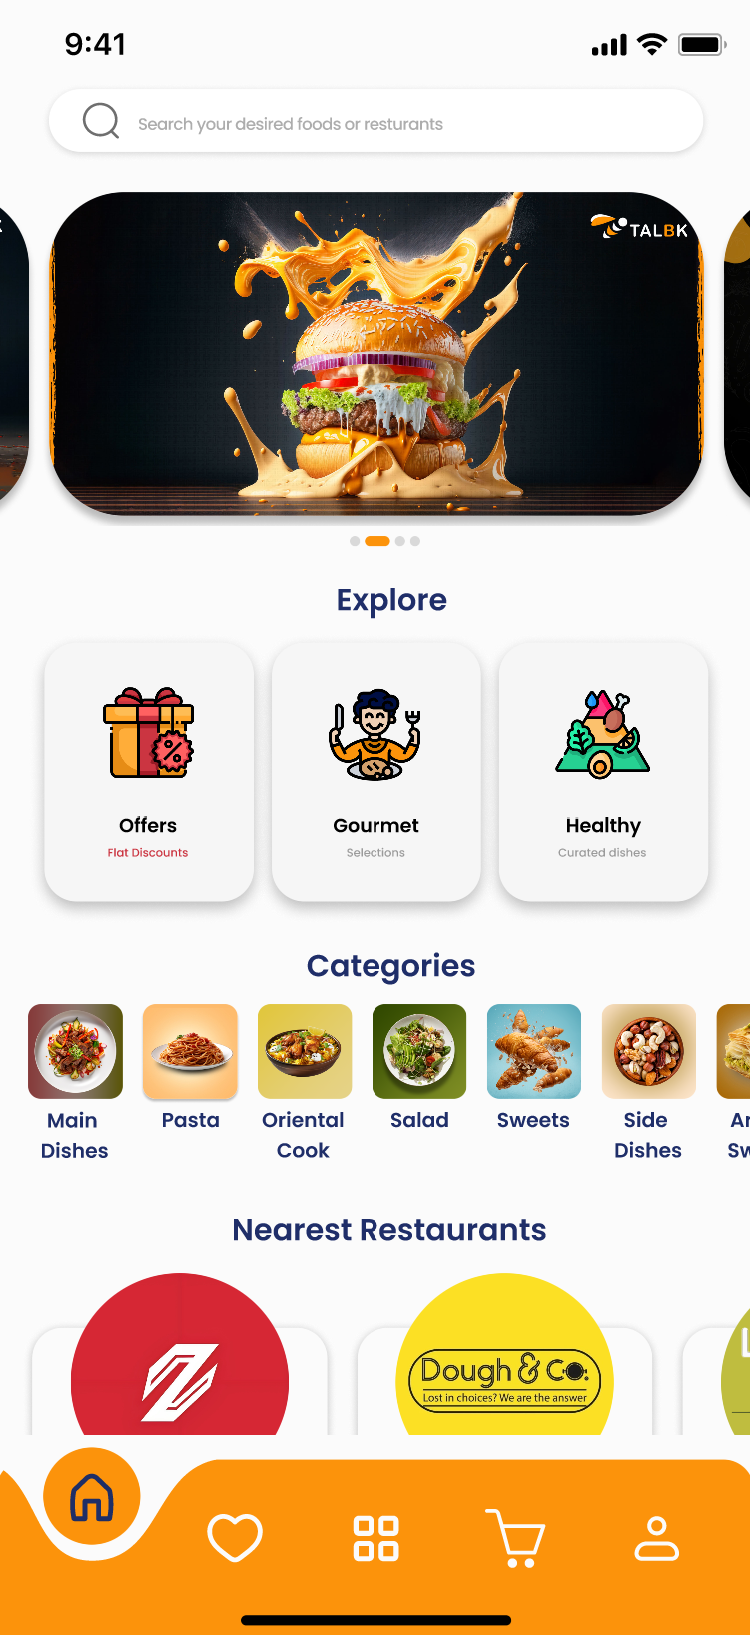 9:41
Search your desired foods or resturants
TALBK
Explore
Offers
Flat Discounts
Gourmet
Selections
Healthy
Curated dishes
Categories
Main
Dishes
Pasta
Oriental
Cook
Salad
Sweets
Side
Dishes
Ar
Sw
Nearest Restaurants
Dough & Co.
Lost in choices? We are the answer
L